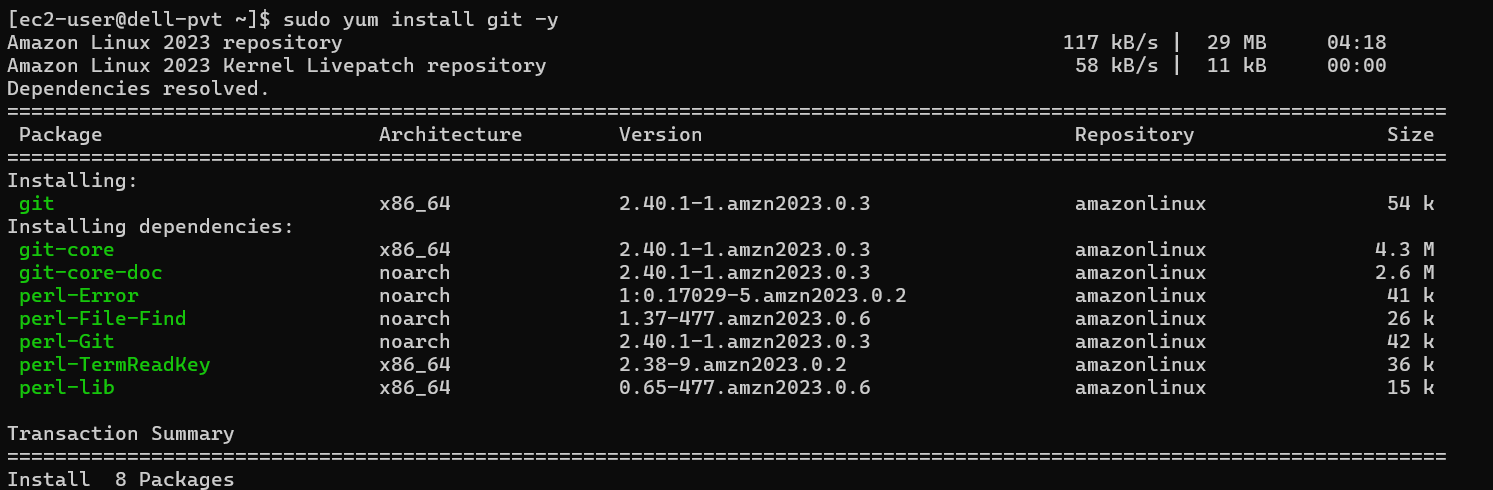 [ec2-user@dell-pvt ~]$ sudo yum install git -y
Amazon Linux 2023 repository                                                            117 kB/s |  29 MB     04:18
Amazon Linux 2023 Kernel Livepatch repository                                            58 kB/s |  11 kB     00:00
Dependencies resolved.
========================================================================================================================
 Package                       Architecture        Version                               Repository                Size
========================================================================================================================
Installing:
 git                           x86_64              2.40.1-1.amzn2023.0.3                 amazonlinux               54 k
Installing dependencies:
 git-core                      x86_64              2.40.1-1.amzn2023.0.3                 amazonlinux              4.3 M
 git-core-doc                  noarch              2.40.1-1.amzn2023.0.3                 amazonlinux              2.6 M
 perl-Error                    noarch              1:0.17029-5.amzn2023.0.2              amazonlinux               41 k
 perl-File-Find                noarch              1.37-477.amzn2023.0.6                 amazonlinux               26 k
 perl-Git                      noarch              2.40.1-1.amzn2023.0.3                 amazonlinux               42 k
 perl-TermReadKey              x86_64              2.38-9.amzn2023.0.2                   amazonlinux               36 k
 perl-lib                      x86_64              0.65-477.amzn2023.0.6                 amazonlinux               15 k

Transaction Summary
========================================================================================================================
Install  8 Packages